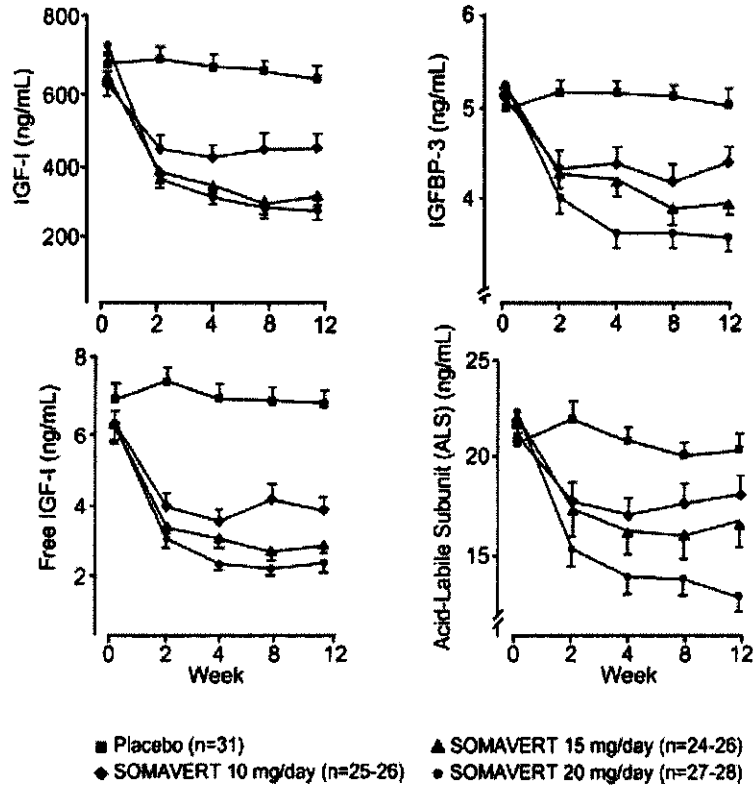 800
600
400
200
IGF-I (ng/mL)
0 2 4 8 12
6
5
4
IGFBP-3 (ng/mL)
0 2 4 8 12
8
6
4
2
Free IGF-I (ng/mL)
0 2 4 8 12
Week
25
20
15
Acid-Labile Subunit (ALS) (ng/mL)
0 2 4 8 12
Week
Placebo (n=31)
SOMAVERT 15 mg/day (n=24-26)
SOMAVERT 10 mg/day (n=25-26)
SOMAVERT 20 mg/day (n=27-28)